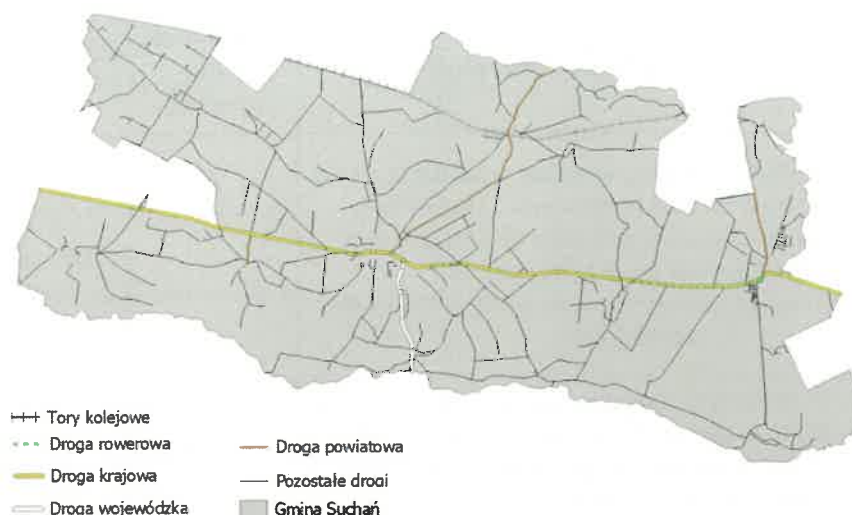 Tory kolejowe
Droga rowerowa
Droga krajowa
Droga wojewódzka
Droga powiatowa
Pozostałe drogi
Gmina Suchań